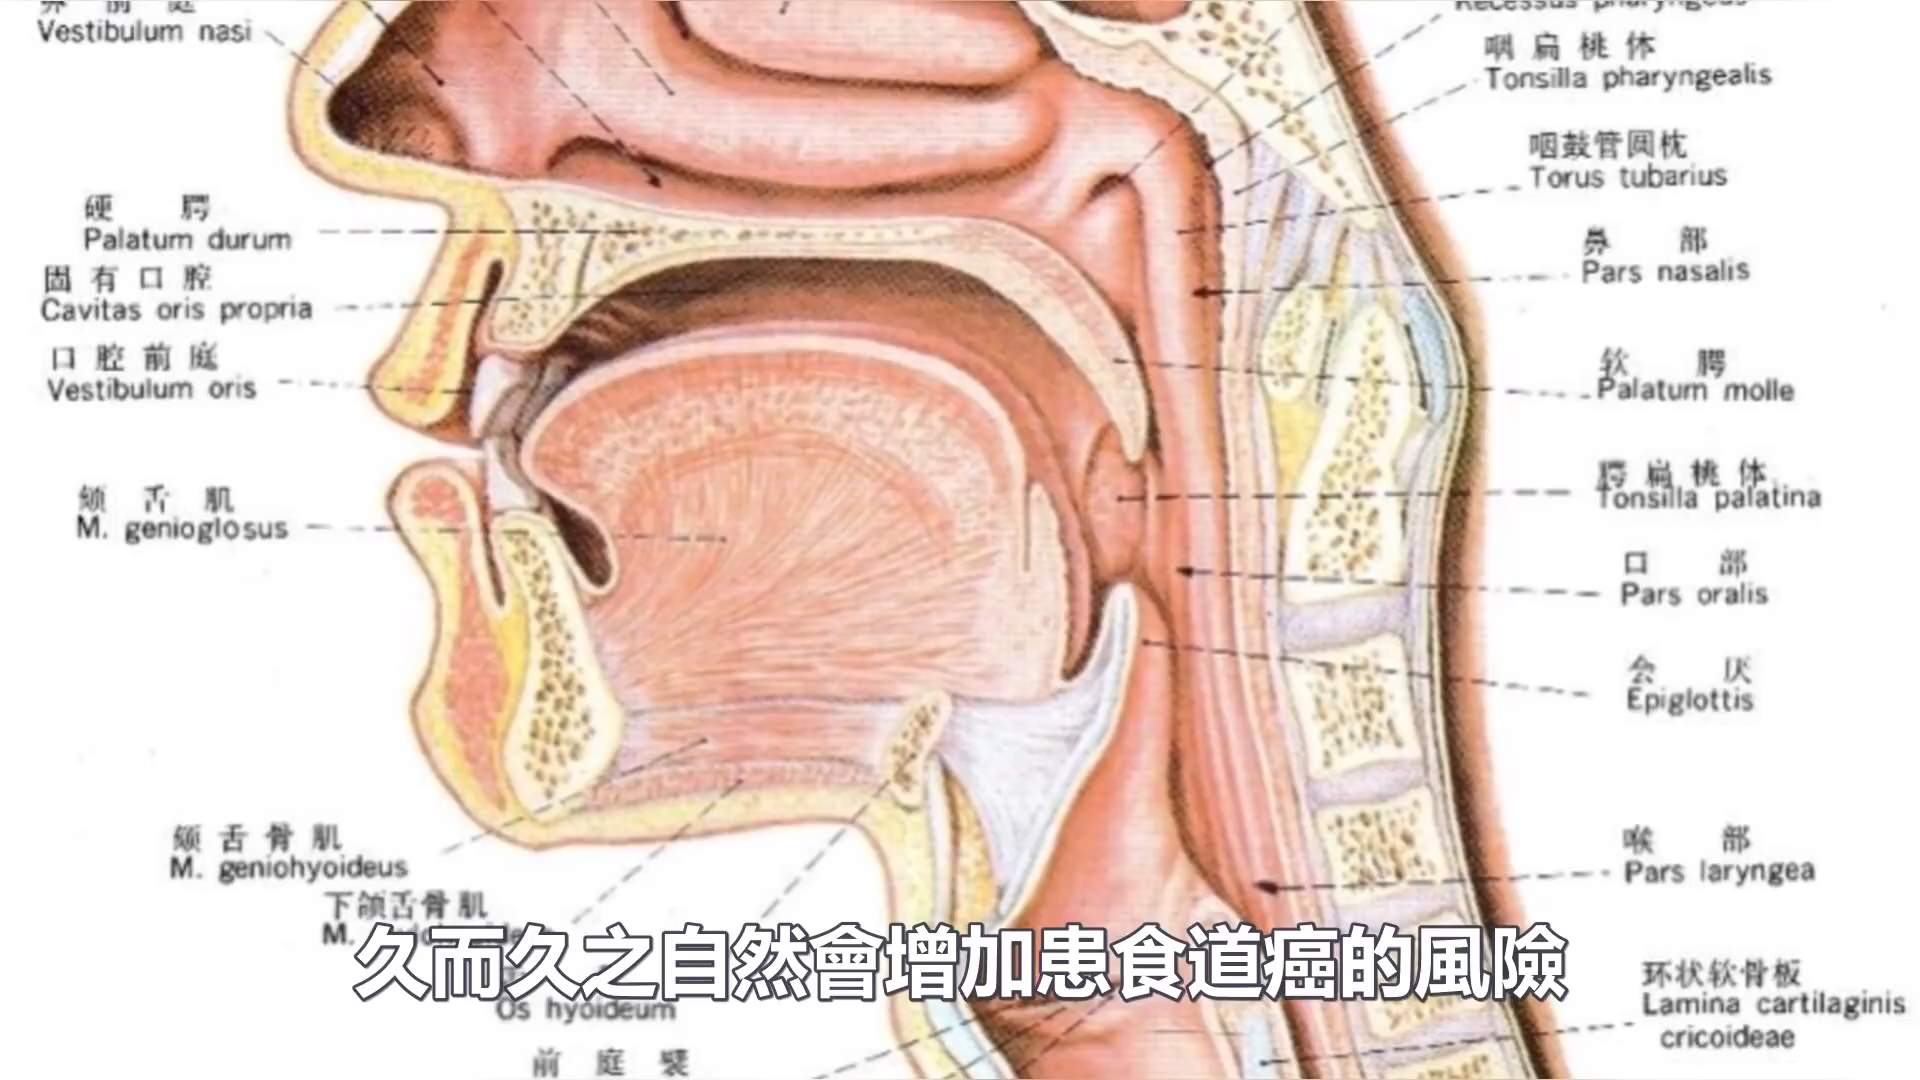 Vestibulum nasi
硬 腭
Palatum durum
固有口腔
Cavitas oris propria
口腔前庭
Vestibulum oris
颏舌肌
M. genioglosus
颏舌骨肌
M. geniohyoideus
下颌舌骨肌
M.
Os hyoideum
前庭襞
咽扁桃体
Tonsilla pharyngealis
咽鼓管圆枕
Torus tubarius
鼻 部
Pars nasalis
软 腭
Palatum molle
腭扁桃体
Tonsilla palatina
口 部
Pars oralis
会 厌
Epiglottis
喉 部
Pars laryngea
环状软骨板
Lamina cartilaginis
cricoideae
久而久之自然會增加患食道癌的風險